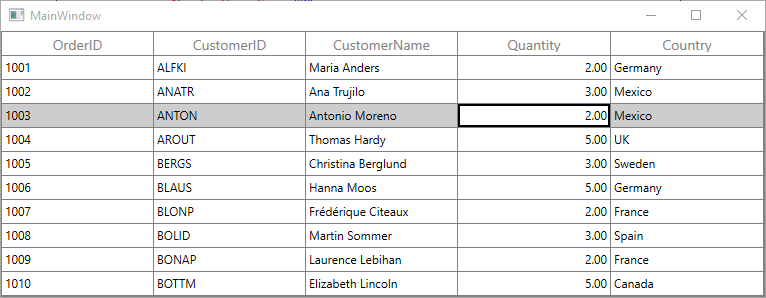 MainWindow
OrderID CustomerID CustomerName Quantity Country
1001 ALFKI Maria Anders 2.00 Germany
1002 ANATR Ana Trujilo 3.00 Mexico
1003 ANTON Antonio Moreno 2.00 Mexico
1004 AROUT Thomas Hardy 5.00 UK
1005 BERGS Christina Berglund 3.00 Sweden
1006 BLAUS Hanna Moos 5.00 Germany
1007 BLONP Frédérique Citeaux 2.00 France
1008 BOLID Martin Sommer 3.00 Spain
1009 BONAP Laurence Lebihan 2.00 France
1010 BOTTM Elizabeth Lincoln 5.00 Canada